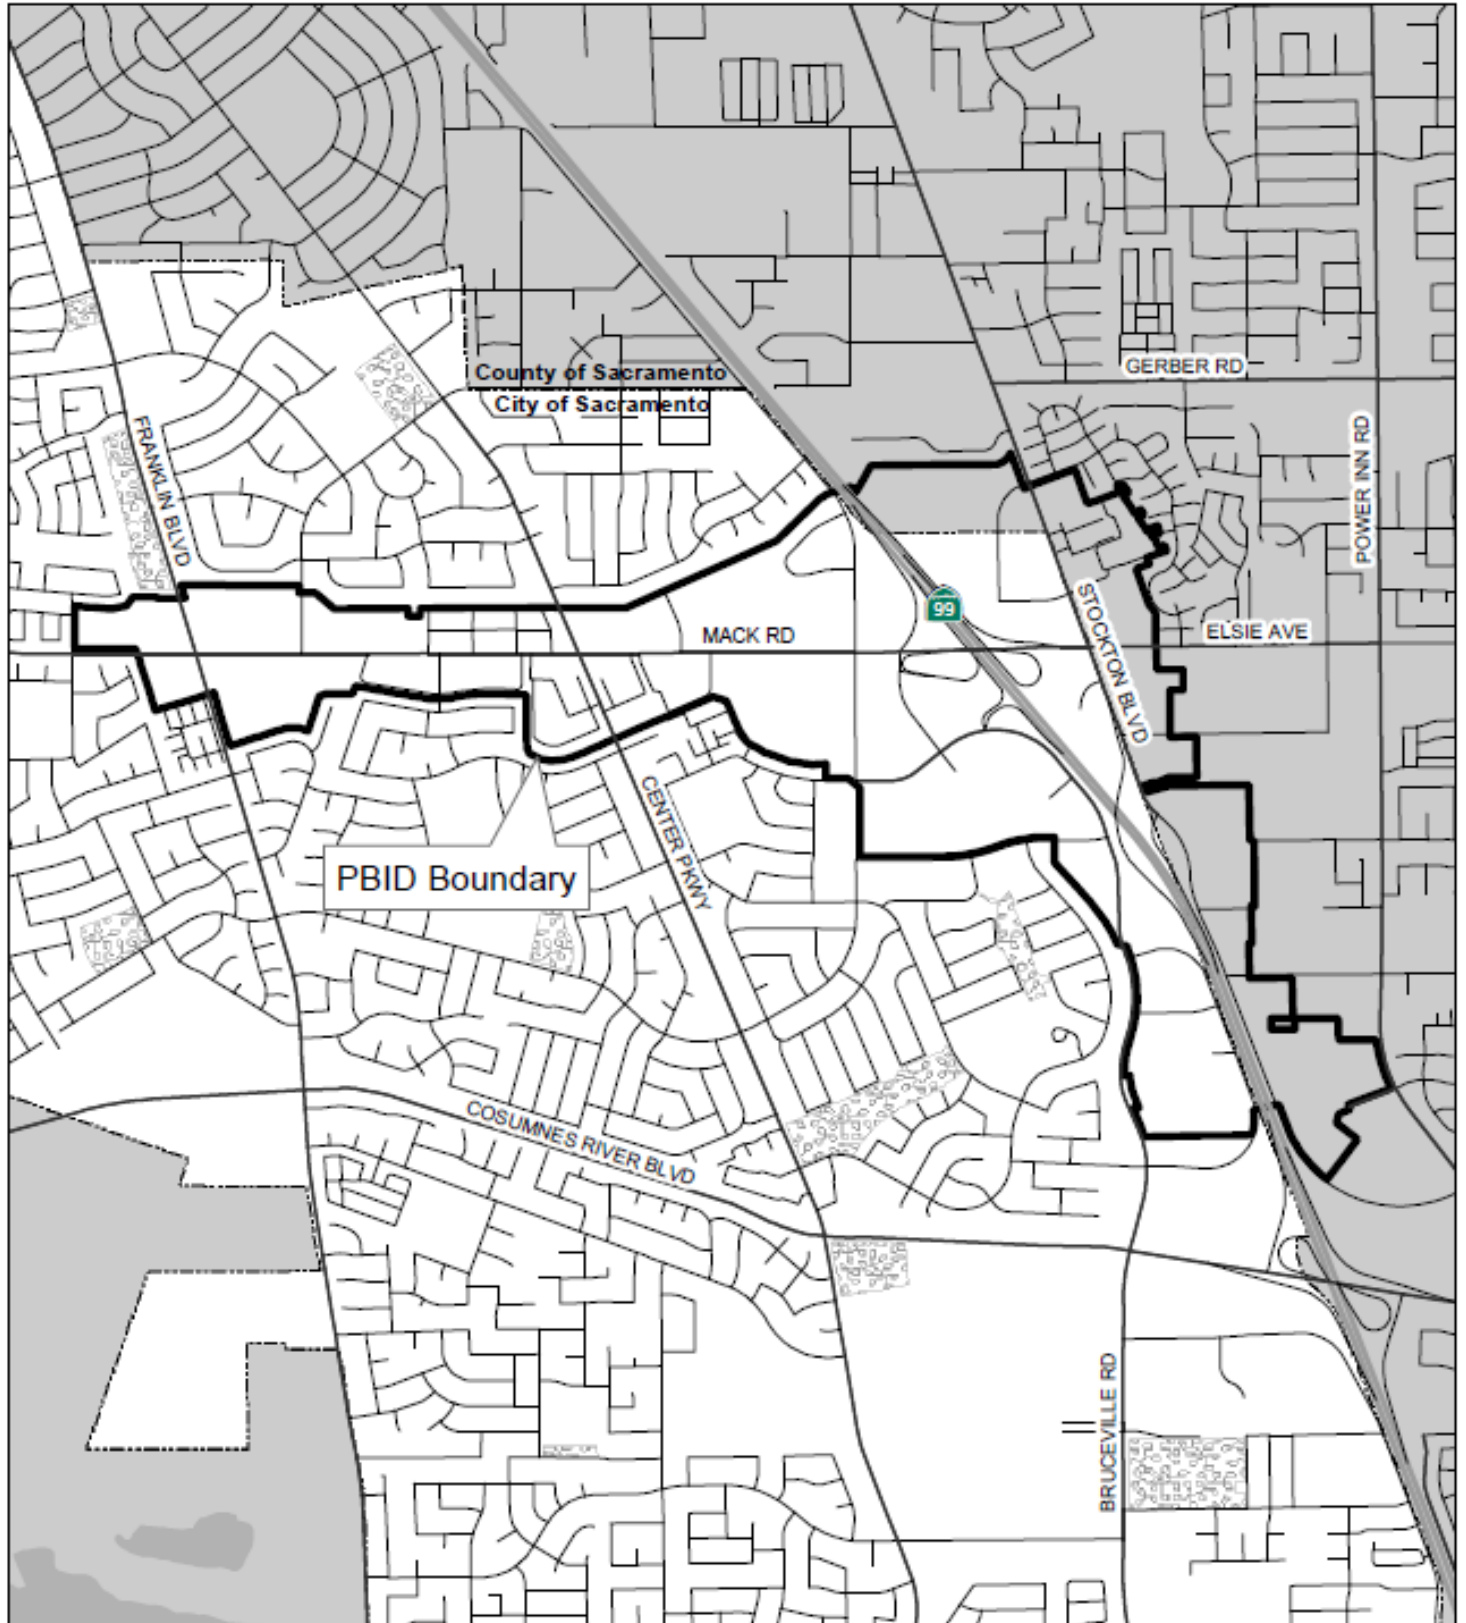 GERBER RD
County of Sacramento
City of Sacramento
FRANKLIN BLVD
POWER INN RD
99
STOCKTON BLVD
ELSIE AVE
MACK RD
CENTER PKWY
PBID Boundary
COSUMNES RIVER BLVD
BRUCEVILLE RD